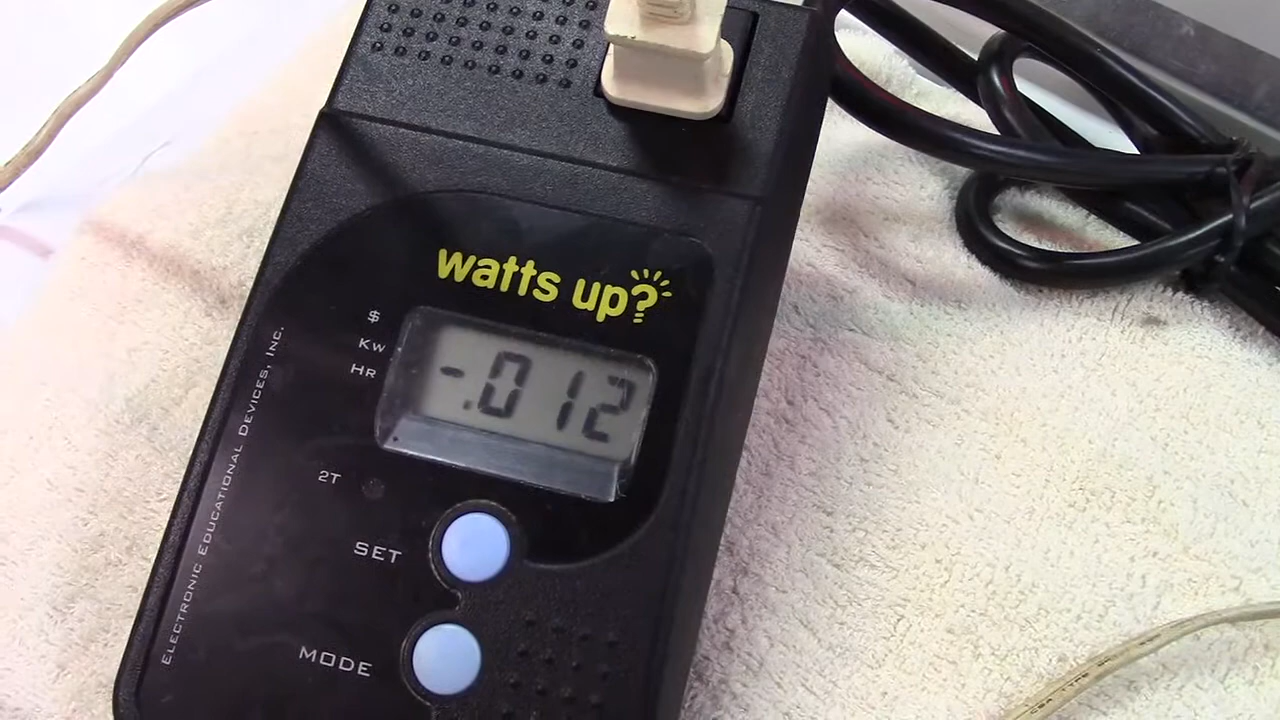 watts up?
$
KW
HR
-.012
2T
SET
MODE
ELECTRONIC EDUCATIONAL DEVICES, INC.